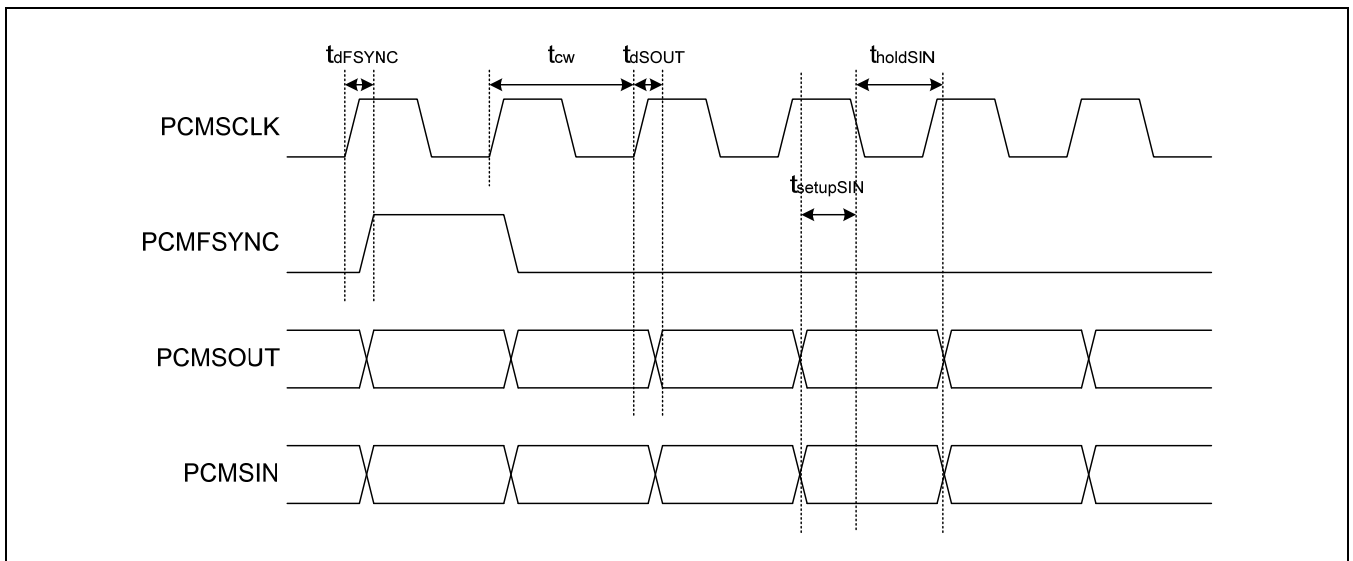 tdFSYNC tcw tdSOUT tholdSIN
PCMSCLK
tsetupSIN
PCMFSYNC
PCMSOUT
PCMSIN